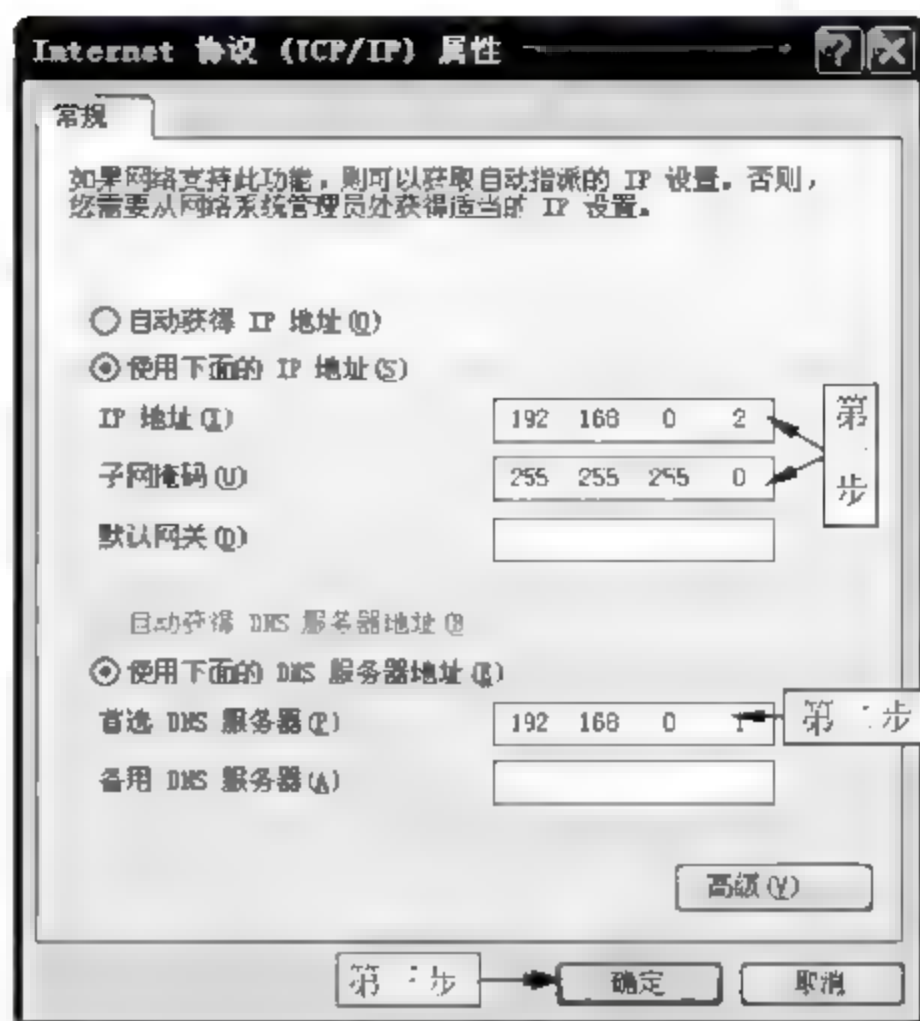 Internet 协议 (TCP/IP) 属性
常规
如果网络支持此功能，则可以获取自动指派的 IP 设置。否则，
您需要从网络系统管理员处获得适当的 IP 设置。
自动获得 IP 地址(O)
使用下面的 IP 地址(S)
IP 地址(I) 192 168 0 2
子网掩码(U) 255 255 255 0
第 步
默认网关(D)
自动获得 DNS 服务器地址(B
使用下面的 DNS 服务器地址(E)
首选 DNS 服务器(P) 192 168 0 1
第 步
备用 DNS 服务器(A)
高级(V)
第 步
确定 取消